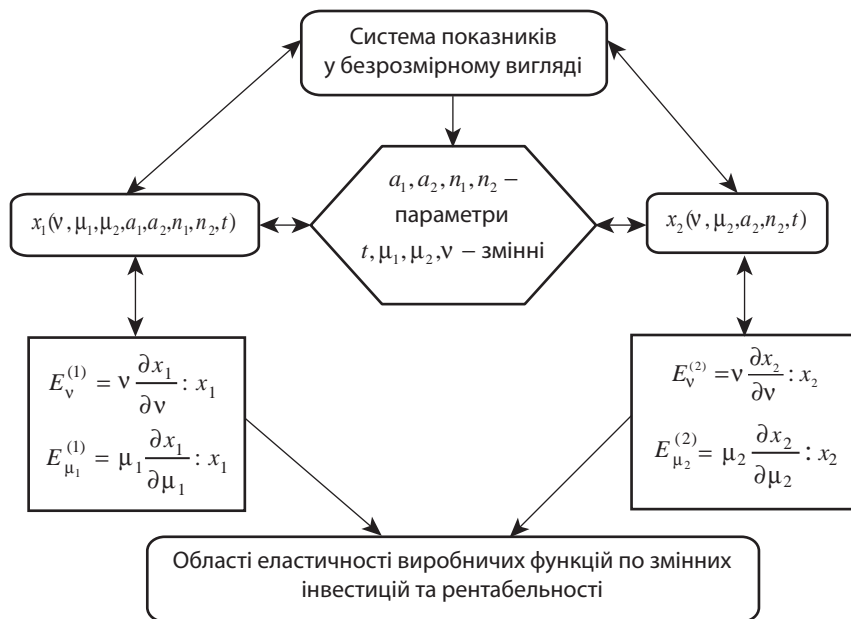 Система показників
у безрозмірному вигляді
a₁, a₂, n₁, n₂ –
параметри
t, μ₁, μ₂, ν – змінні
x₁(ν, μ₁, μ₂, a₁, a₂, n₁, n₂, t)
x₂(ν, μ₂, a₂, n₂, t)
E_ν^(1) = ν ∂x₁/∂ν : x₁
E_μ₁^(1) = μ₁ ∂x₁/∂μ₁ : x₁
E_ν^(2) = ν ∂x₂/∂ν : x₂
E_μ₂^(2) = μ₂ ∂x₂/∂μ₂ : x₂
Області еластичності виробничих функцій по змінних
інвестицій та рентабельності